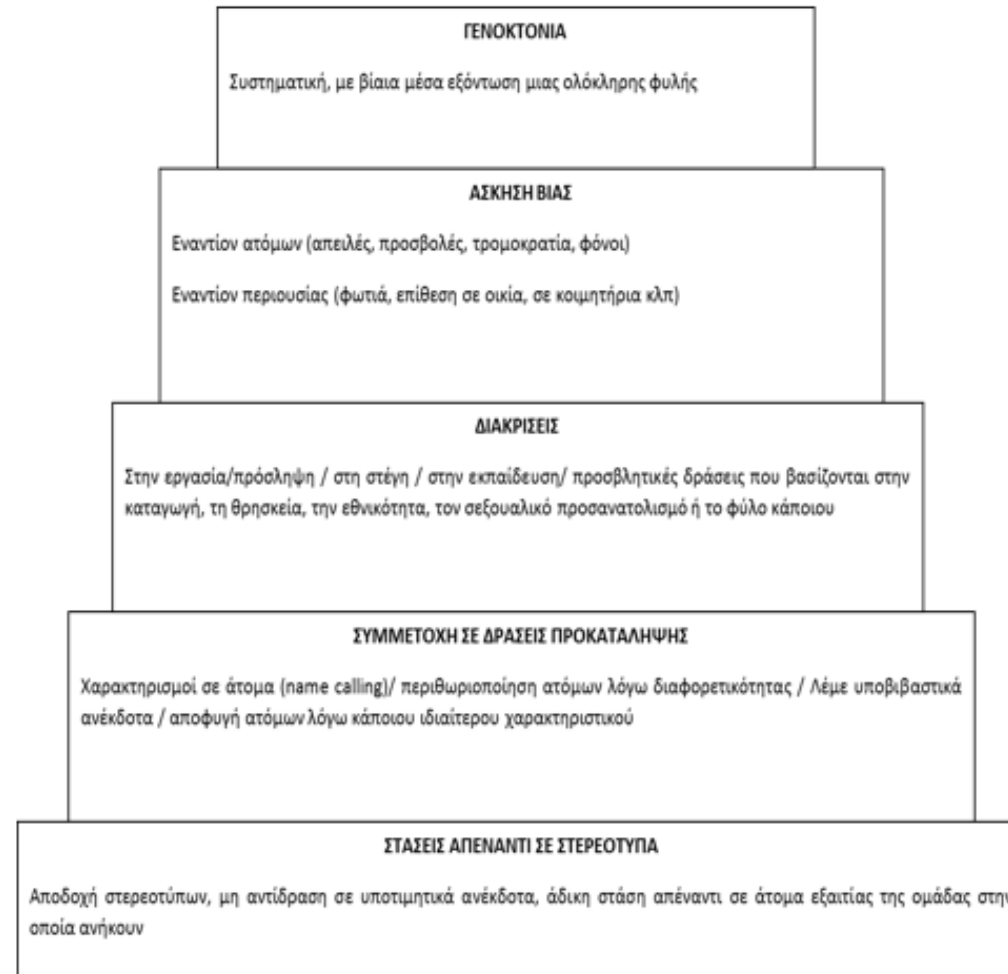 ΓΕΝΟΚΤΟΝΙΑ
Συστηματική, με βίαια μέσα εξόντωση μιας ολόκληρης φυλής
ΑΣΚΗΣΗ ΒΙΑΣ
Εναντίον ατόμων (απειλές, προσβολές, τρομοκρατία, φόνοι)
Εναντίον περιουσίας (φωτιά, επίθεση σε οικία, σε κοιμητήρια κλπ)
ΔΙΑΚΡΙΣΕΙΣ
Στην εργασία/πρόσληψη / στη στέγη / στην εκπαίδευση/ προσβλητικές δράσεις που βασίζονται στην
καταγωγή, τη θρησκεία, την εθνικότητα, τον σεξουαλικό προσανατολισμό ή το φύλο κάποιου
ΣΥΜΜΕΤΟΧΗ ΣΕ ΔΡΑΣΕΙΣ ΠΡΟΚΑΤΑΛΗΨΗΣ
Χαρακτηρισμοί σε άτομα (name calling)/ περιθωριοποίηση ατόμων λόγω διαφορετικότητας / Λέμε υποβιβαστικά
ανέκδοτα / αποφυγή ατόμων λόγω κάποιου ιδιαίτερου χαρακτηριστικού
ΣΤΑΣΕΙΣ ΑΠΕΝΑΝΤΙ ΣΕ ΣΤΕΡΕΟΤΥΠΑ
Αποδοχή στερεοτύπων, μη αντίδραση σε υποτιμητικά ανέκδοτα, άδικη στάση απέναντι σε άτομα εξαιτίας της ομάδας στην
οποία ανήκουν